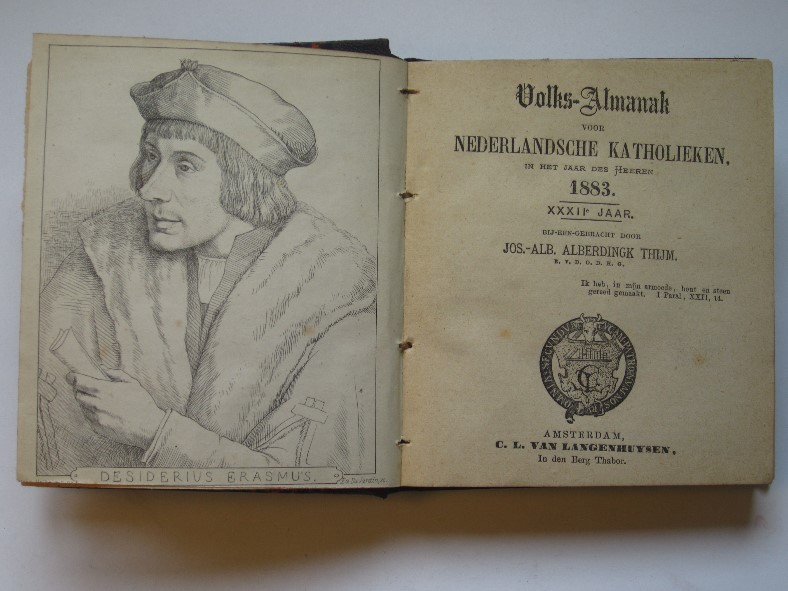 DESIDERIUS ERASMUS.
Volks-Almanak
VOOR
NEDERLANDSCHE KATHOLIEKEN,
IN HET JAAR DES HEEREN
1883.
XXXIIe JAAR.
BIJ-EEN-GEBRACHT DOOR
JOS.-ALB. ALBERDINGK THIJM.
Ik heb, in mijn armoede, hout en steen
gereed gemaakt. I Paral., XXII, 14.
AMSTERDAM,
C. L. VAN LANGENHUYSEN,
In den Berg Thabor.